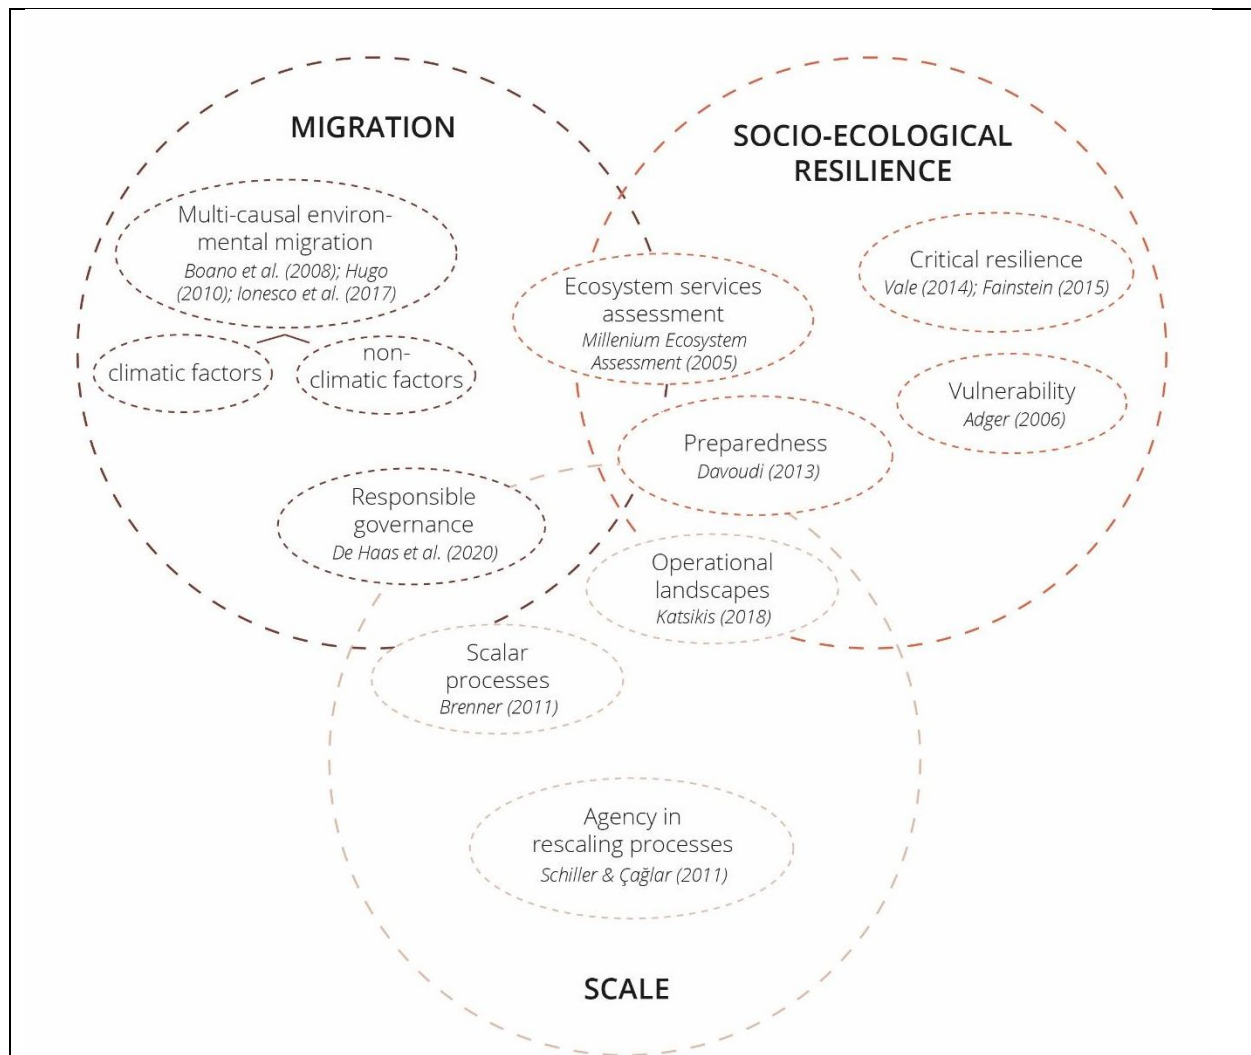 MIGRATION
Multi-causal environ-
mental migration
Boano et al. (2008); Hugo
(2010); Ionesco et al. (2017)
climatic factors
non-
climatic factors
Responsible
governance
De Haas et al. (2020)
SOCIO-ECOLOGICAL
RESILIENCE
Ecosystem services
assessment
Millenium Ecosystem
Assessment (2005)
Critical resilience
Vale (2014); Fainstein (2015)
Vulnerability
Adger (2006)
Preparedness
Davoudi (2013)
Operational
landscapes
Katsikis (2018)
Scalar
processes
Brenner (2011)
Agency in
rescaling processes
Schiller & Çağlar (2011)
SCALE